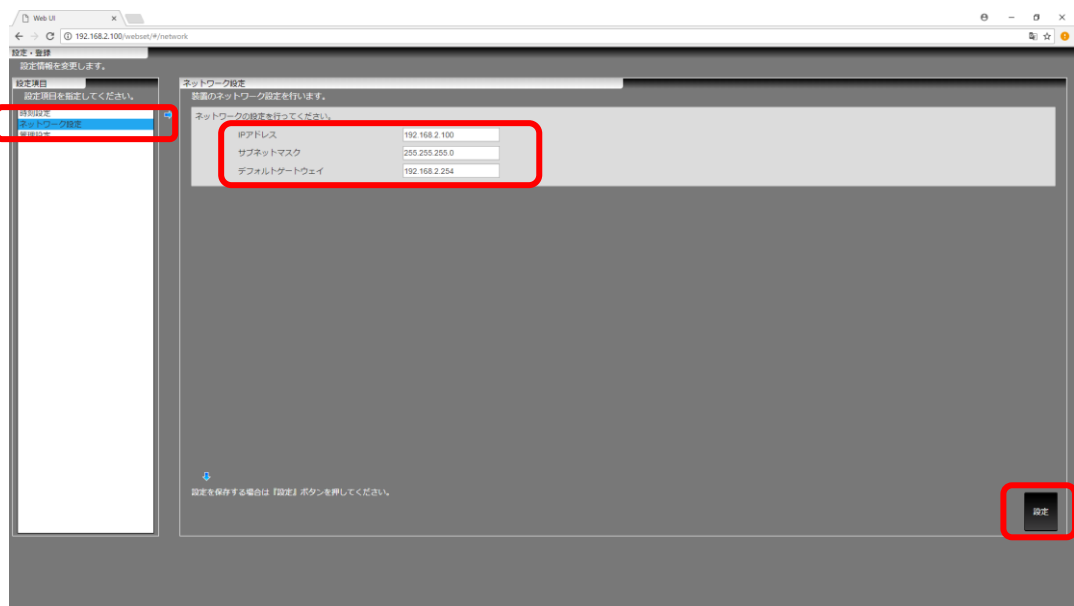 Web UI
192.168.2.100/webset/#/network
設定・登録
設定情報を変更します。
設定項目
設定項目を指定してください。
時刻設定
ネットワーク設定
管理設定
ネットワーク設定
装置のネットワーク設定を行います。
ネットワークの設定を行ってください。
IPアドレス 192.168.2.100
サブネットマスク 255.255.255.0
デフォルトゲートウェイ 192.168.2.254
設定を保存する場合は『設定』ボタンを押してください。
設定